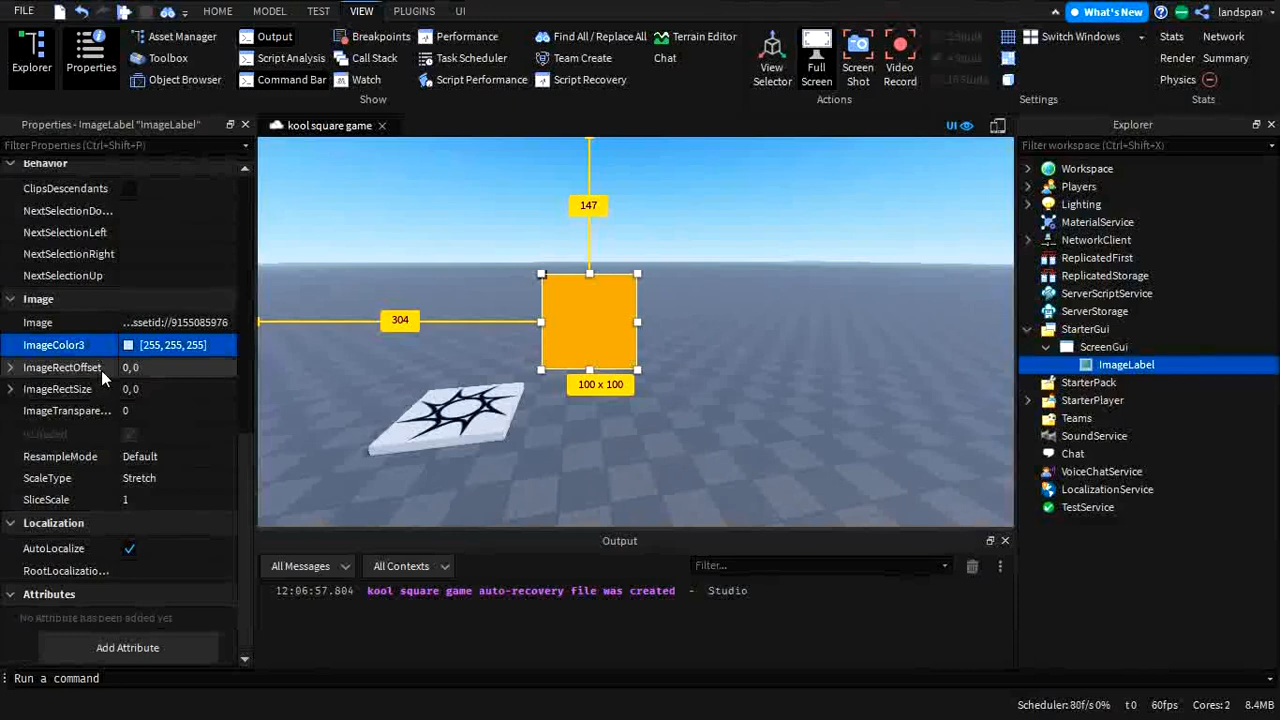 FILE HOME MODEL TEST VIEW PLUGINS UI What's New landspan
Explorer
Properties
Asset Manager
Toolbox
Object Browser
Output
Script Analysis
Command Bar
Breakpoints
Call Stack
Watch
Performance
Task Scheduler
Script Performance
Find All / Replace All
Team Create
Script Recovery
Terrain Editor
Chat
Show
View Selector
Full Screen
Screen Shot
Video Record
Actions
Switch Windows
Settings
Stats
Render
Physics
Network
Summary
Stats
Properties - ImageLabel "ImageLabel"
Filter Properties (Ctrl+Shift+P)
Behavior
ClipsDescendants
NextSelectionDo...
NextSelectionLeft
NextSelectionRight
NextSelectionUp
Image
Image ...ssetid://9155085976
ImageColor3 [255, 255, 255]
ImageRectOffset 0, 0
ImageRectSize 0, 0
ImageTranspare... 0
IsLoaded
ResampleMode Default
ScaleType Stretch
SliceScale 1
Localization
AutoLocalize
RootLocalizatio...
Attributes
No Attribute has been added yet
Add Attribute
kool square game
UI
147
304
100 x 100
Output
All Messages All Contexts Filter...
12:06:57.804 kool square game auto-recovery file was created - Studio
Explorer
Filter workspace (Ctrl+Shift+X)
Workspace
Players
Lighting
MaterialService
NetworkClient
ReplicatedFirst
ReplicatedStorage
ServerScriptService
ServerStorage
StarterGui
ScreenGui
ImageLabel
StarterPack
StarterPlayer
Teams
SoundService
Chat
VoiceChatService
LocalizationService
TestService
Run a command
Scheduler: 80f/s 0% t 0 60fps Cores: 2 8.4MB